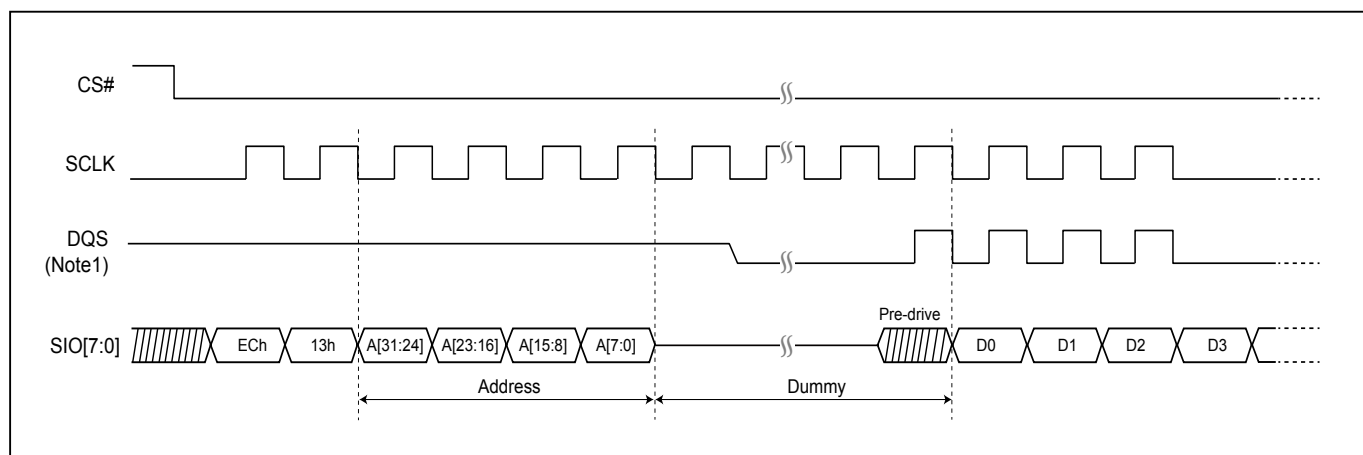 CS#
SCLK
DQS
(Note1)
Pre-drive
SIO[7:0]
ECh 13h A[31:24] A[23:16] A[15:8] A[7:0] D0 D1 D2 D3
Address Dummy